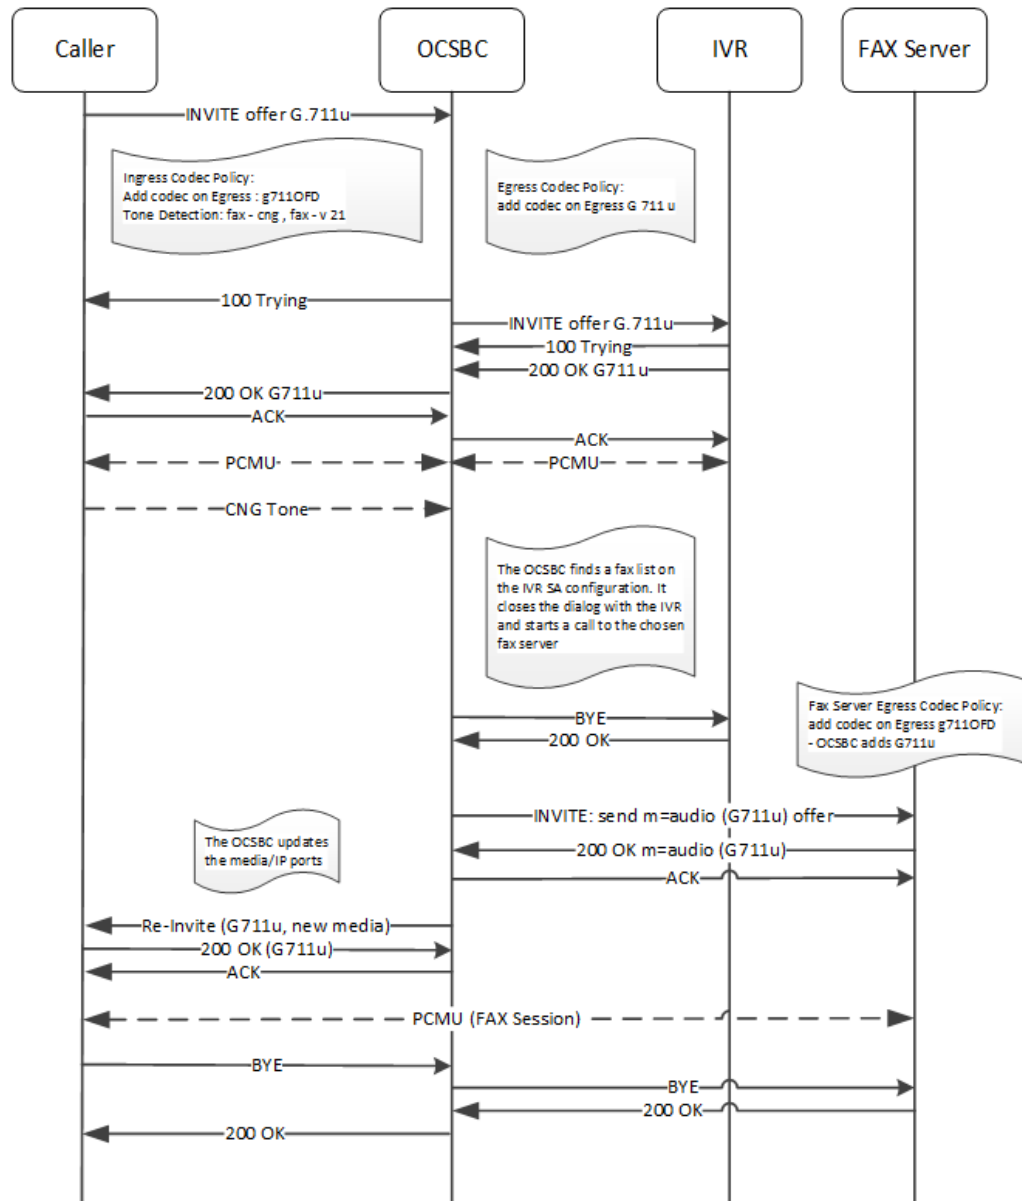 Caller
OCSBC
IVR
FAX Server
INVITE offer G.711u
Ingress Codec Policy:
Add codec on Egress : g711OFD
Tone Detection: fax - cng , fax - v 21
Egress Codec Policy:
add codec on Egress G 711 u
100 Trying
INVITE offer G.711u
100 Trying
200 OK G711u
200 OK G711u
ACK
ACK
PCMU
PCMU
CNG Tone
The OCSBC finds a fax list on
the IVR SA configuration. It
closes the dialog with the IVR
and starts a call to the chosen
fax server
Fax Server Egress Codec Policy:
add codec on Egress g711OFD
- OCSBC adds G711u
BYE
200 OK
INVITE: send m=audio (G711u) offer
The OCSBC updates
the media/IP ports
200 OK m=audio (G711u)
ACK
Re-Invite (G711u, new media)
200 OK (G711u)
ACK
PCMU (FAX Session)
BYE
BYE
200 OK
200 OK